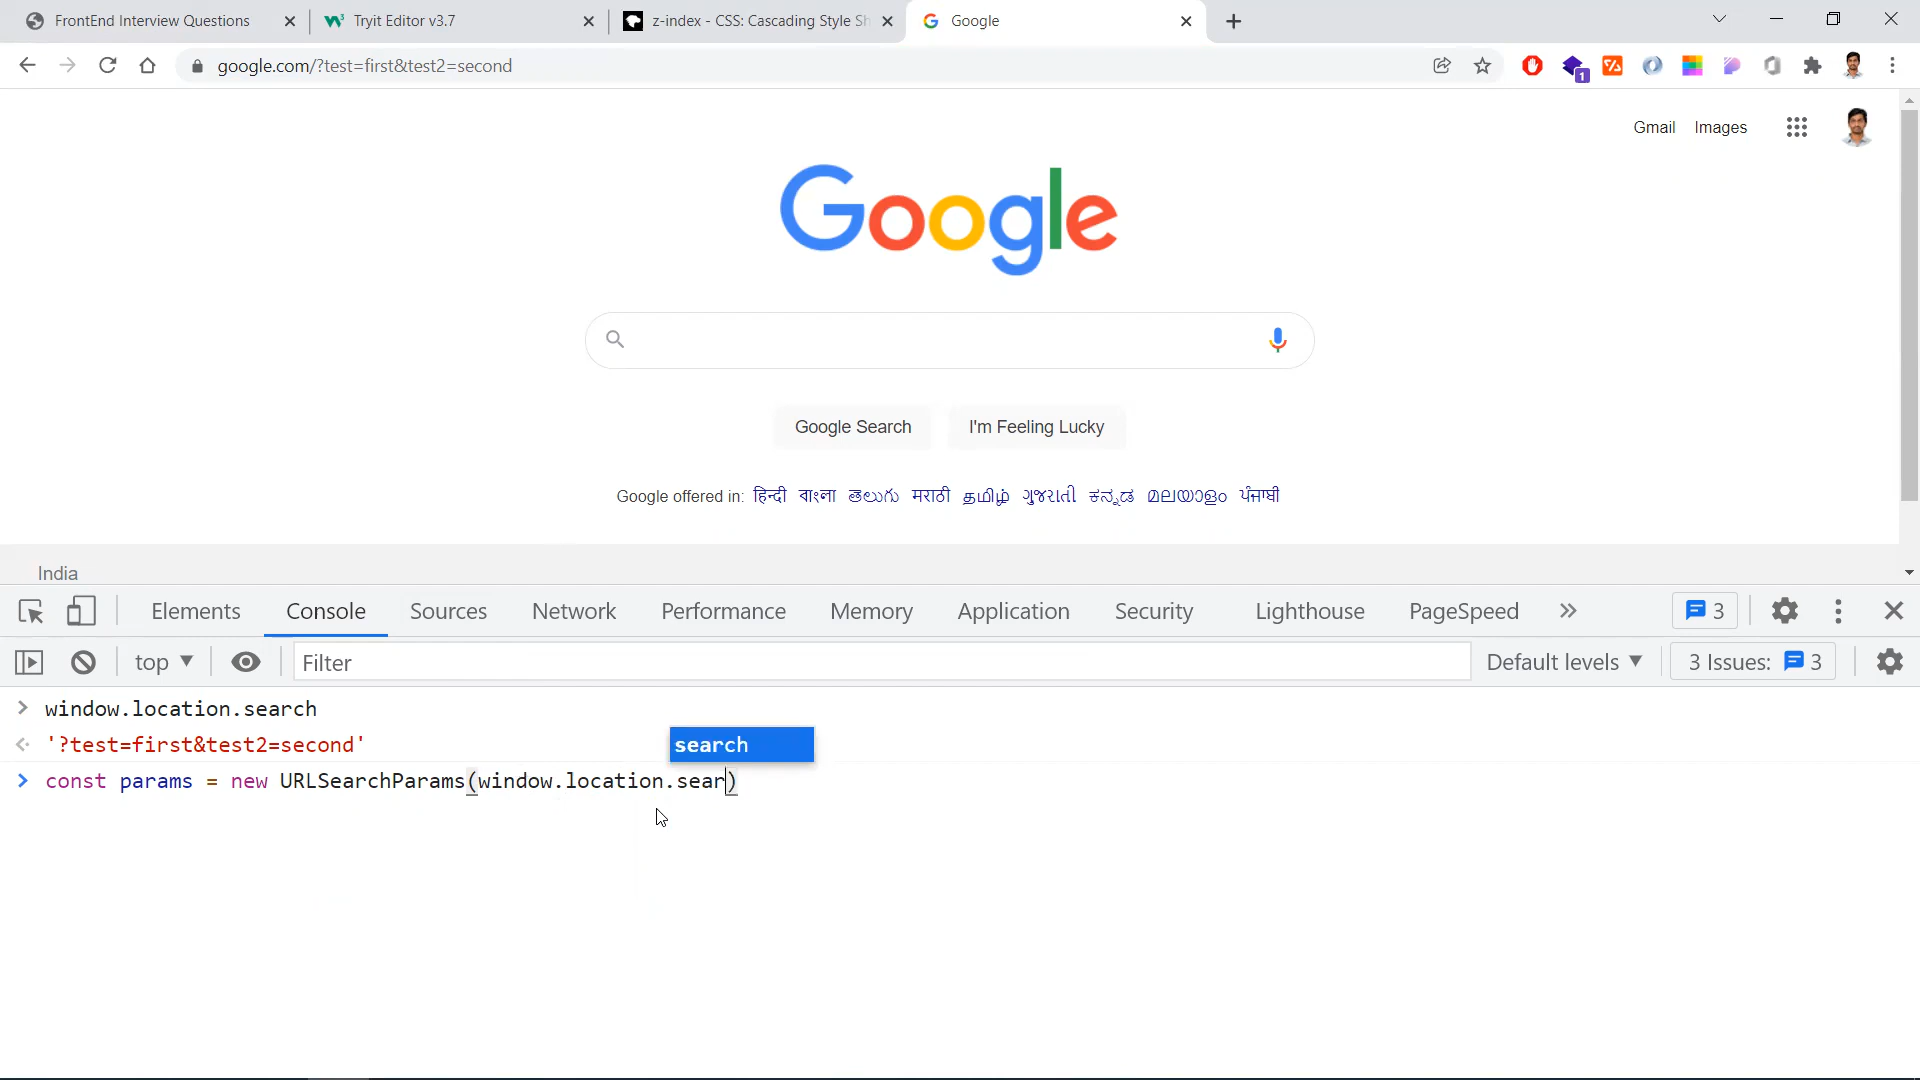 FrontEnd Interview Questions
W3 Tryit Editor v3.7
z-index - CSS: Cascading Style Sh
Google
google.com/?test=first&test2=second
1
Gmail Images
Google
Google Search I'm Feeling Lucky
Google offered in: हिन्दी বাংলা తెలుగు मराठी தமிழ் ગુજરાતી ಕನ್ನಡ മലയാളം ਪੰਜਾਬੀ
India
Elements Console Sources Network Performance Memory Application Security Lighthouse PageSpeed » 3
top ▼ Filter Default levels ▼ 3 Issues: 3
> window.location.search
'?test=first&test2=second'
search
> const params = new URLSearchParams(window.location.sear)